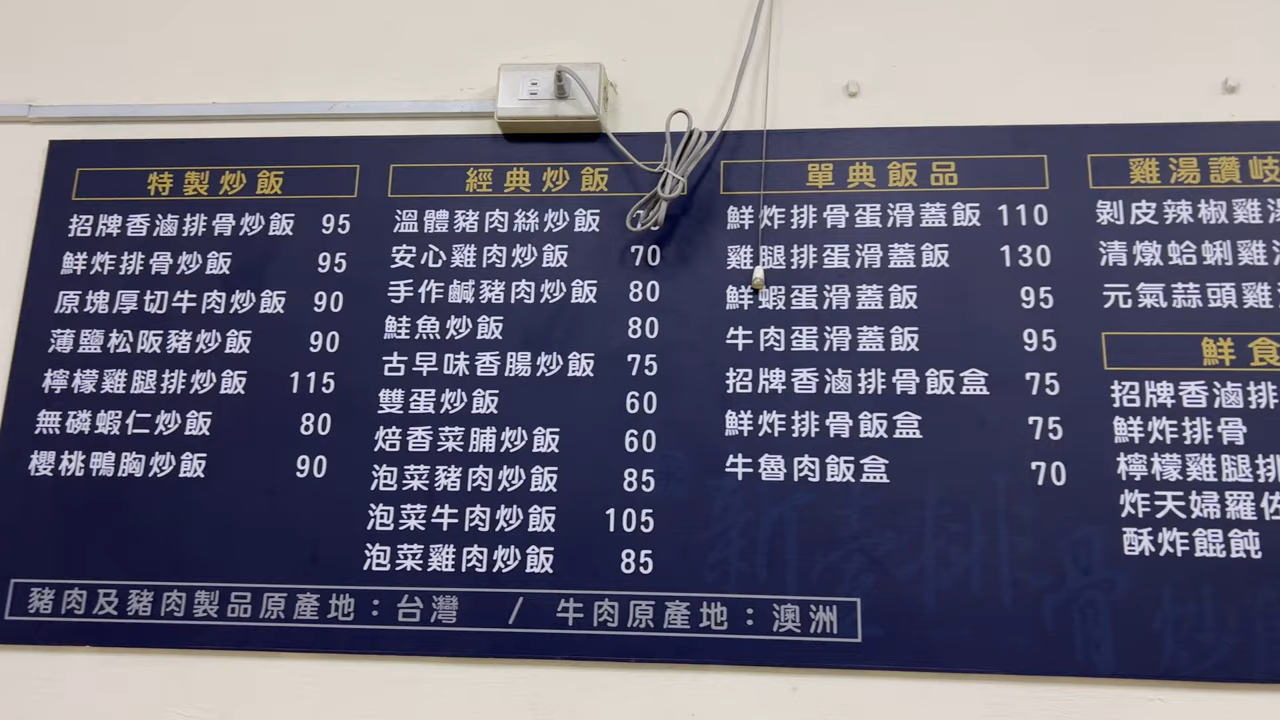 特製炒飯
招牌香滷排骨炒飯 95
鮮炸排骨炒飯 95
原塊厚切牛肉炒飯 90
薄鹽松阪豬炒飯 90
檸檬雞腿排炒飯 115
無磷蝦仁炒飯 80
櫻桃鴨胸炒飯 90
經典炒飯
溫體豬肉絲炒飯
安心雞肉炒飯 70
手作鹹豬肉炒飯 80
鮭魚炒飯 80
古早味香腸炒飯 75
雙蛋炒飯 60
焙香菜脯炒飯 60
泡菜豬肉炒飯 85
泡菜牛肉炒飯 105
泡菜雞肉炒飯 85
單典飯品
鮮炸排骨蛋滑蓋飯 110
雞腿排蛋滑蓋飯 130
鮮蝦蛋滑蓋飯 95
牛肉蛋滑蓋飯 95
招牌香滷排骨飯盒 75
鮮炸排骨飯盒 75
牛魯肉飯盒 70
雞湯讚岐
剝皮辣椒雞湯
清燉蛤蜊雞湯
元氣蒜頭雞
鮮食
招牌香滷排
鮮炸排骨
檸檬雞腿排
炸天婦羅佐
酥炸餛飩
豬肉及豬肉製品原產地：台灣 / 牛肉原產地：澳洲